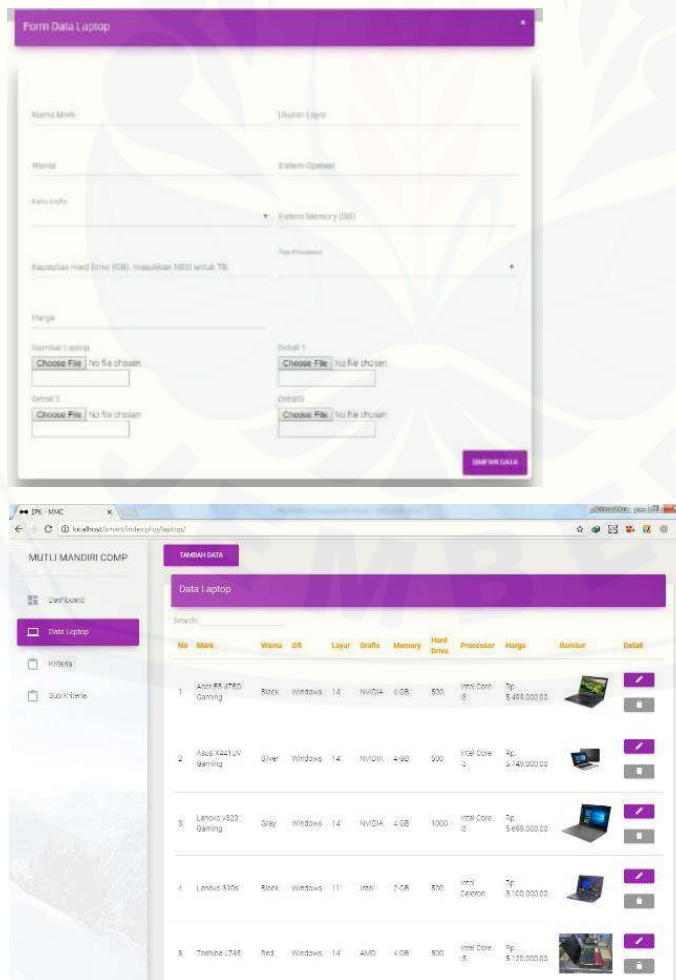 Form Data Laptop
×
Nama Merk
Ukuran Layar
Warna
Sistem Operasi
Kartu Grafis
Sistem Memory (GB)
Kapasitas Hard Drive (GB), masukkan 1000 untuk TB
Tipe Processor
Harga
Gambar Laptop
Detail 1
Choose File No file chosen
Choose File No file chosen
Detail 2
Detail3
Choose File No file chosen
Choose File No file chosen
SIMPAN DATA
SPK - MMC
localhost/smart/index.php/laptop/
MUTLI MANDIRI COMP
TAMBAH DATA
Dashboard
Data Laptop
Kriteria
Sub Kriteria
Data Laptop
Search:
No Merk Warna OS Layar Grafis Memory Hard Drive Processor Harga Gambar Detail
1 Acer E5 475G Gaming Black Windows 14" NVIDIA 4 GB 500 Intel Core Rp. 5.499.000,00
2 Asus X441UV Gaming Silver Windows 14" NVIDIA 4 GB 500 Intel Core Rp. 5.749.000,00
3 Lenovo v320 Gaming Gray Windows 14" NVIDIA 4 GB 1000 Intel Core Rp. 5.699.000,00
4 Lenovo 310s Black Windows 11" Intel 2 GB 500 Intel Celeron Rp. 3.100.000,00
5 Toshiba L745 Red Windows 14" AMD 4 GB 500 Intel Core i5 Rp. 5.120.000,00
JEMBE